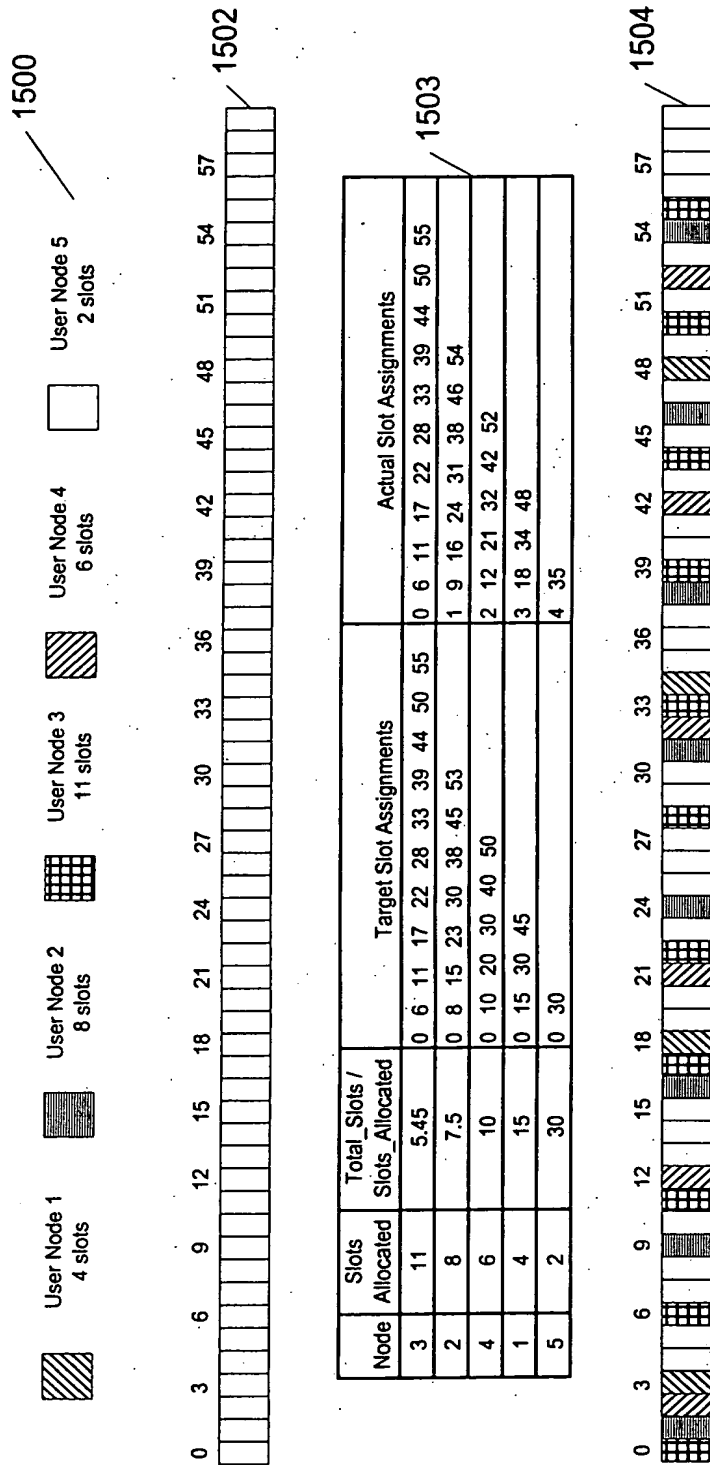 1500
User Node 1
4 slots
User Node 2
8 slots
User Node 3
11 slots
User Node 4
6 slots
User Node 5
2 slots
0 3 6 9 12 15 18 21 24 27 30 33 36 39 42 45 48 51 54 57
1502
Node Slots Allocated Total_Slots / Slots_Allocated Target Slot Assignments Actual Slot Assignments
3 11 5.45 0 6 11 17 22 28 33 39 44 50 55 0 6 11 17 22 28 33 39 44 50 55
2 8 7.5 0 8 15 23 30 38 45 53 1 9 16 24 31 38 46 54
4 6 10 0 10 20 30 40 50 2 12 21 32 42 52
1 4 15 0 15 30 45 3 18 34 48
5 2 30 0 30 4 35
1503
0 3 6 9 12 15 18 21 24 27 30 33 36 39 42 45 48 51 54 57
1504